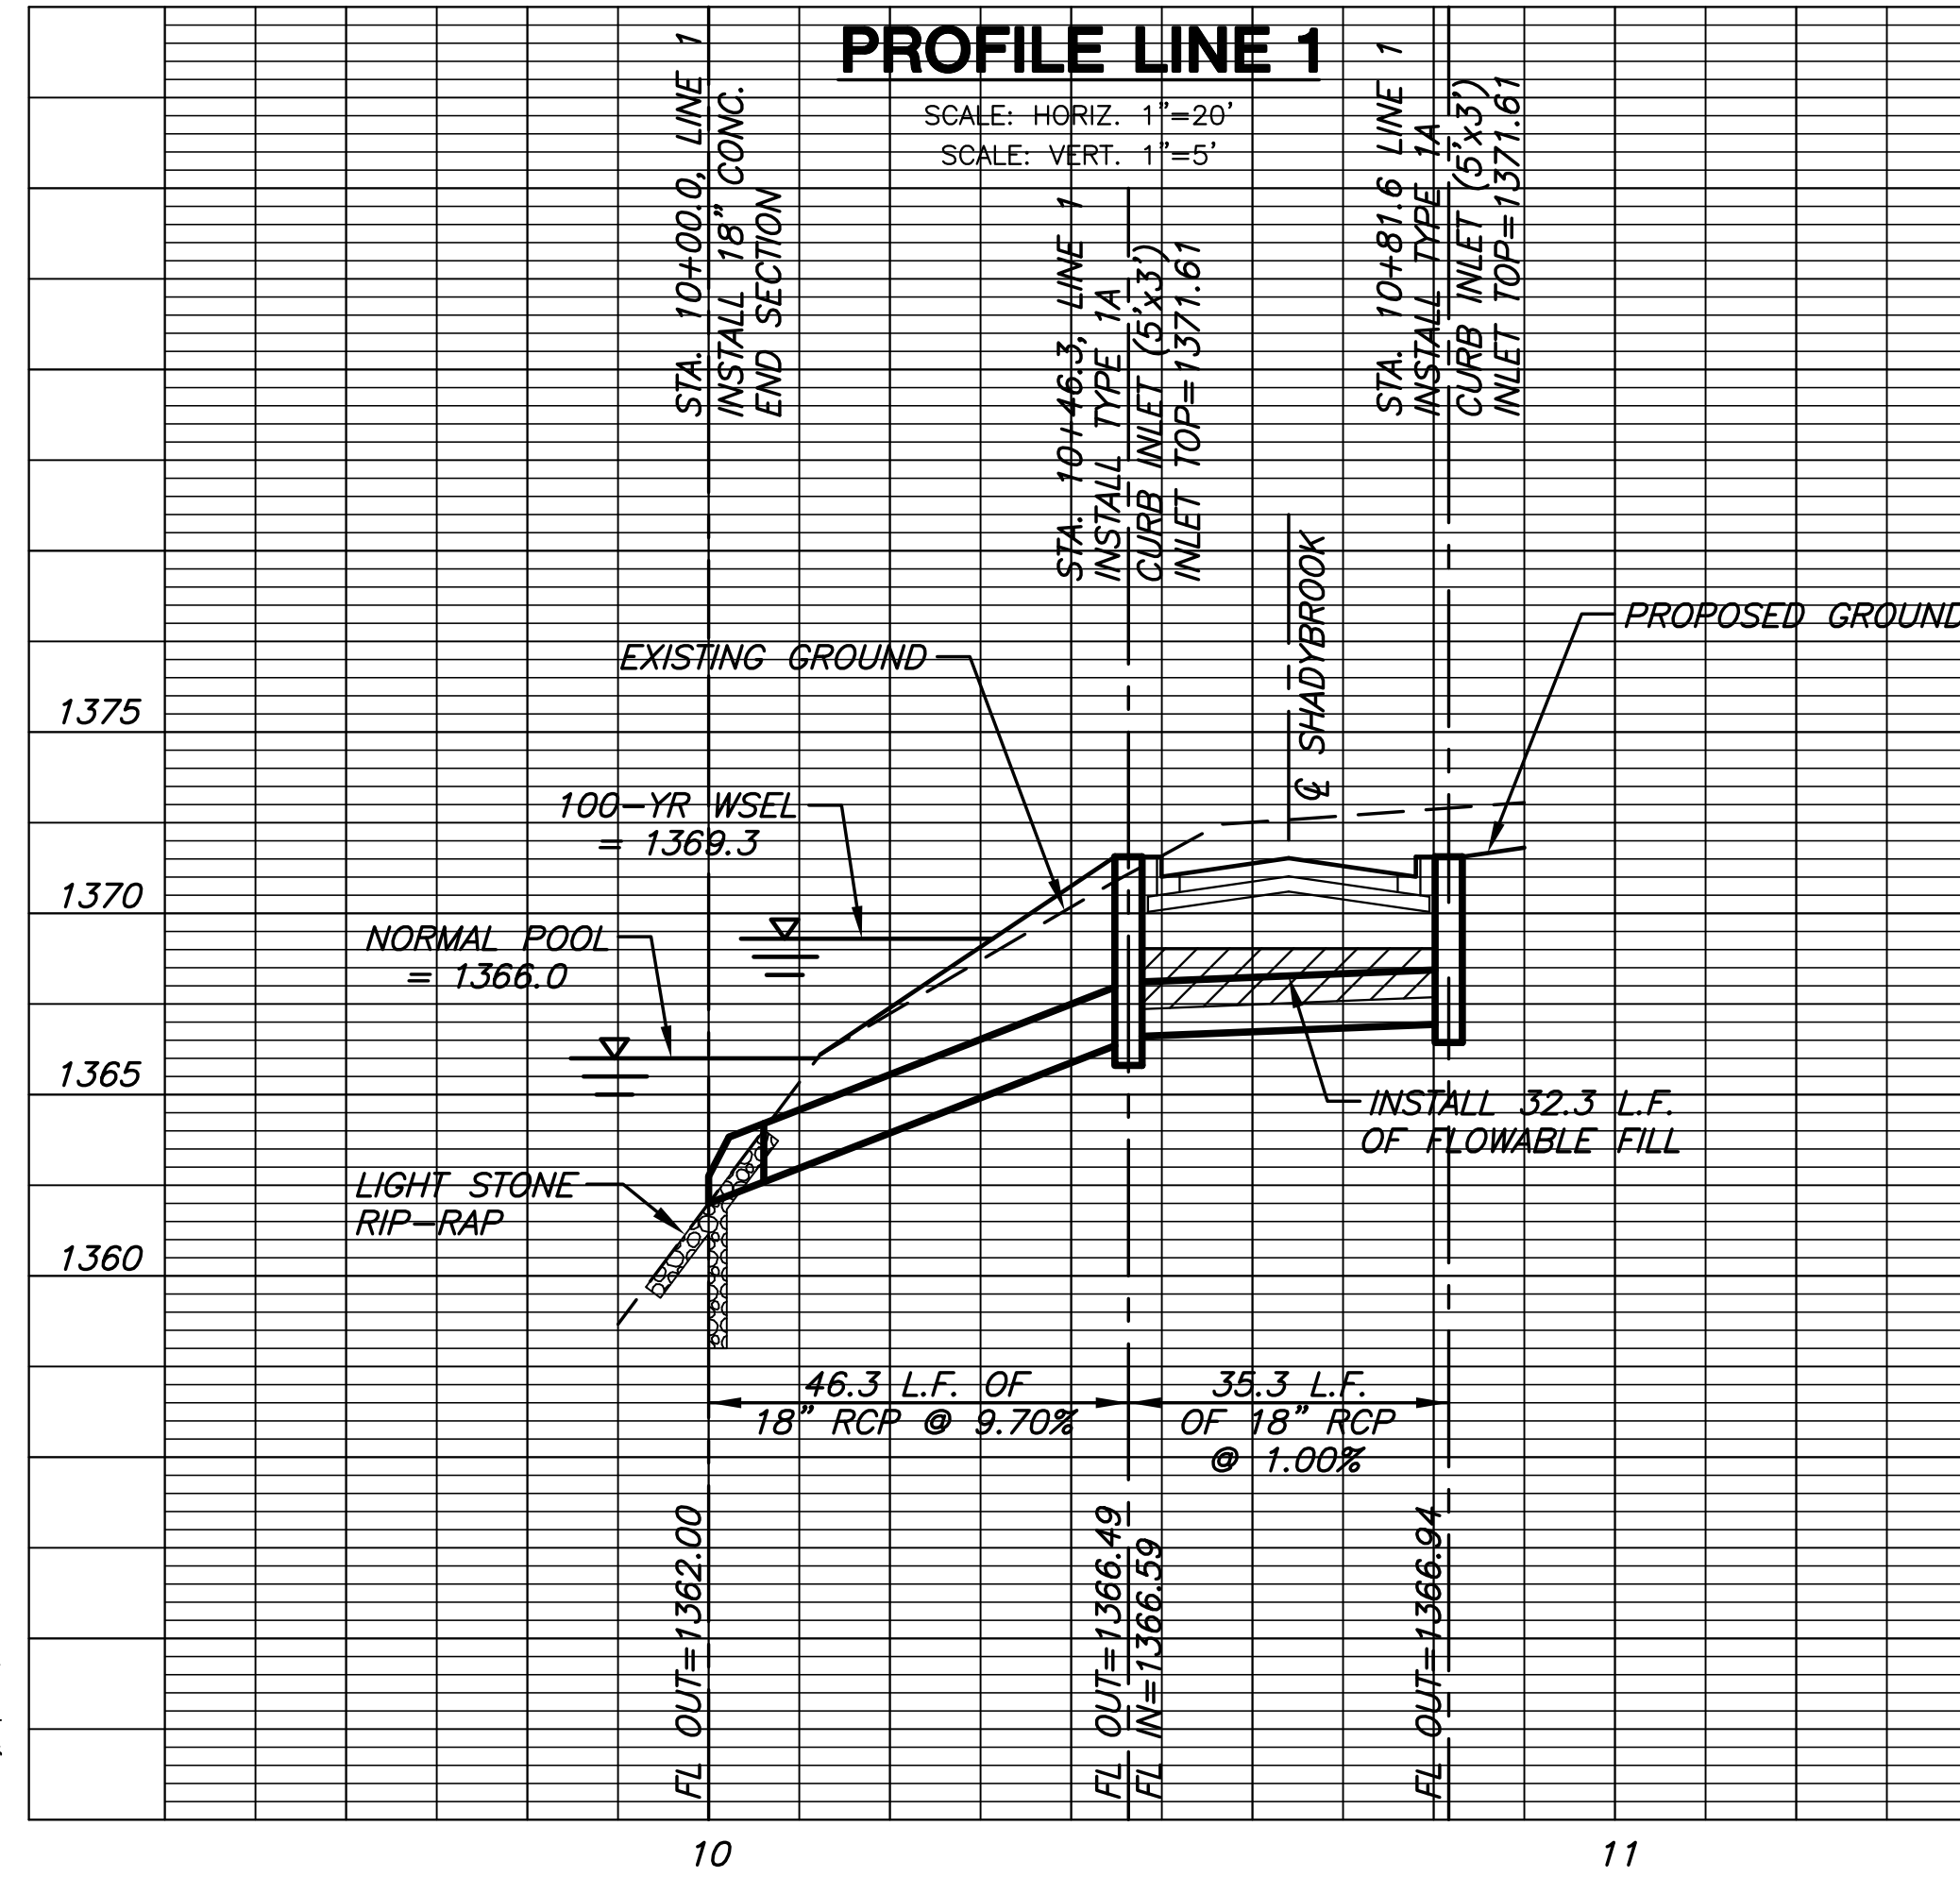 PROFILE LINE 1
SCALE: HORIZ. 1"=20'
SCALE: VERT. 1"=5'
STA. 10+00.0, LINE 1
INSTALL 18" CONC.
END SECTION
STA. 10+46.3, LINE 1
INSTALL TYPE 1A
CURB INLET (5'x3')
INLET TOP=1371.61
STA. 10+81.6 LINE 1
INSTALL TYPE 1A
CURB INLET (5'x3')
INLET TOP=1371.61
℄ SHADYBROOK
PROPOSED GROUND
EXISTING GROUND
1375
100-YR WSEL
= 1369.3
1370
NORMAL POOL
= 1366.0
1365
INSTALL 32.3 L.F.
OF FLOWABLE FILL
LIGHT STONE
RIP-RAP
1360
46.3 L.F. OF
18" RCP @ 9.70%
35.3 L.F.
OF 18" RCP
@ 1.00%
FL OUT=1362.00
FL OUT=1366.49
FL IN=1366.59
FL OUT=1366.94
10
11